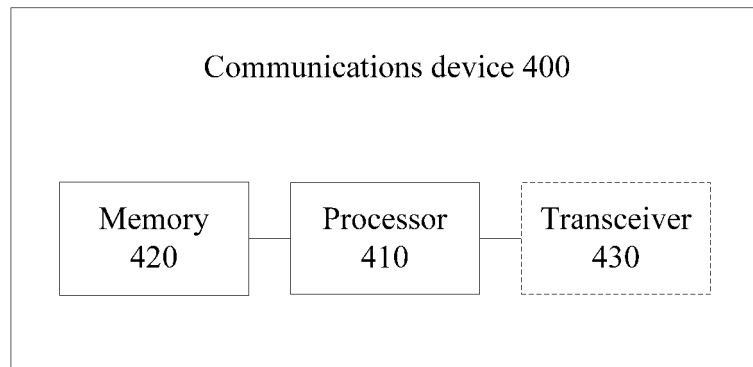 Communications device 400
Memory
420
Processor
410
Transceiver
430